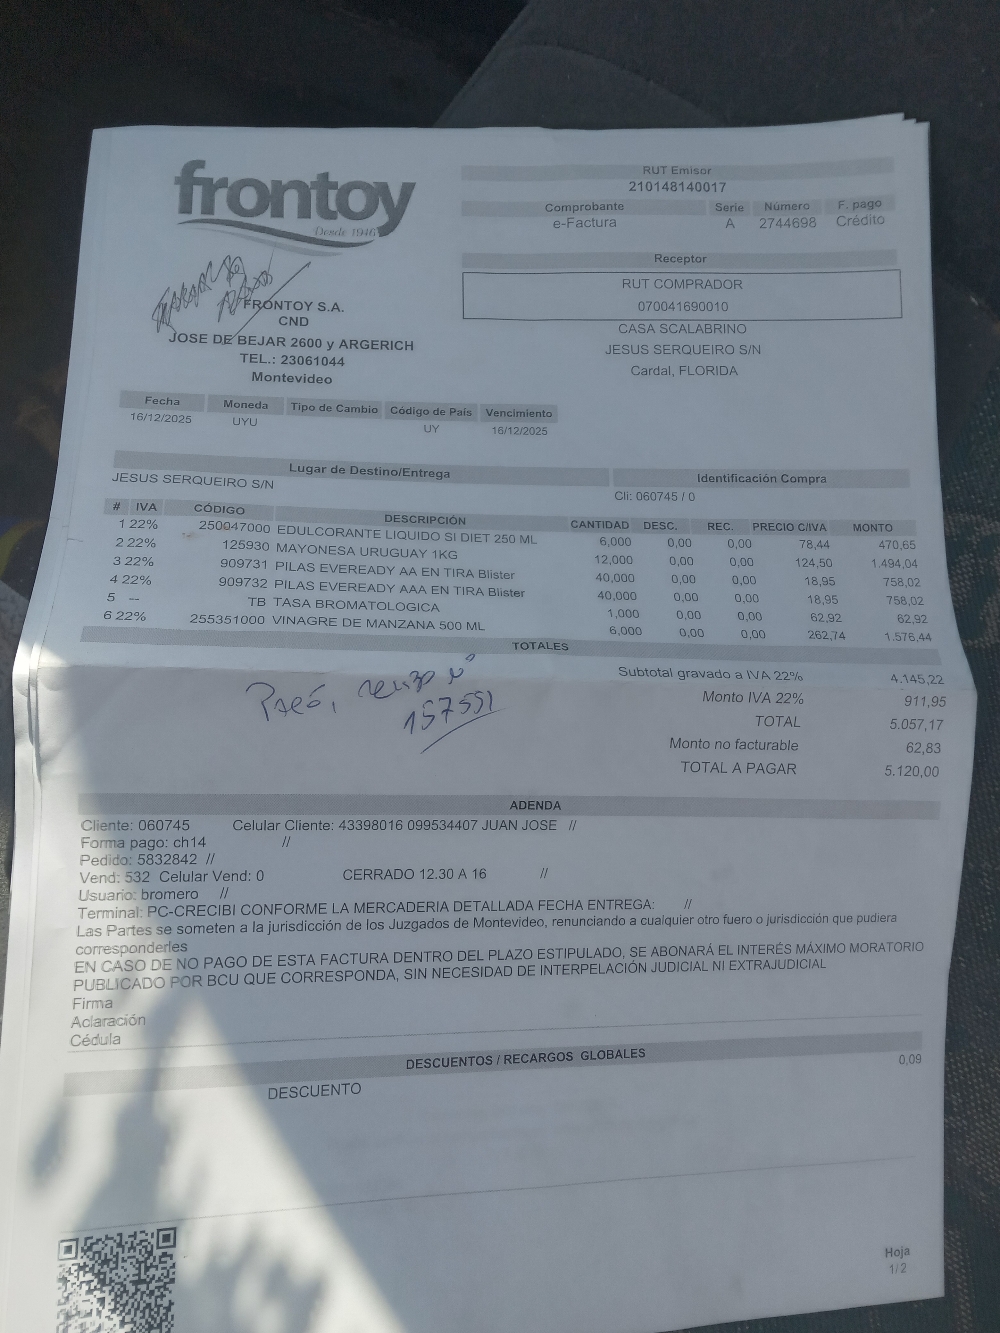 frontoy
Desde 1946
FRONTOY S.A.
CND
JOSE DE BEJAR 2600 y ARGERICH
TEL.: 23061044
Montevideo
RUT Emisor
210148140017
Comprobante Serie Número F. pago
e-Factura A 2744698 Crédito
Receptor
RUT COMPRADOR
070041690010
CASA SCALABRINO
JESUS SERQUEIRO S/N
Cardal, FLORIDA
Fecha Moneda Tipo de Cambio Código de País Vencimiento
16/12/2025 UYU UY 16/12/2025
Lugar de Destino/Entrega Identificación Compra
JESUS SERQUEIRO S/N Cli: 060745 / 0
# IVA CÓDIGO DESCRIPCIÓN CANTIDAD DESC. REC. PRECIO C/IVA MONTO
1 22% 250047000 EDULCORANTE LIQUIDO SI DIET 250 ML 6,000 0,00 0,00 78,44 470,65
2 22% 125930 MAYONESA URUGUAY 1KG 12,000 0,00 0,00 124,50 1.494,04
3 22% 909731 PILAS EVEREADY AA EN TIRA Blister 40,000 0,00 0,00 18,95 758,02
4 22% 909732 PILAS EVEREADY AAA EN TIRA Blister 40,000 0,00 0,00 18,95 758,02
5 -- TB TASA BROMATOLOGICA 1,000 0,00 0,00 62,92 62,92
6 22% 255351000 VINAGRE DE MANZANA 500 ML 6,000 0,00 0,00 262,74 1.576,44
TOTALES
Subtotal gravado a IVA 22% 4.145,22
Monto IVA 22% 911,95
TOTAL 5.057,17
Monto no facturable 62,83
TOTAL A PAGAR 5.120,00
Pagó, recibo Nº
157551
ADENDA
Cliente: 060745 Celular Cliente: 43398016 099534407 JUAN JOSE //
Forma pago: ch14 //
Pedido: 5832842 //
Vend: 532 Celular Vend: 0 CERRADO 12.30 A 16 //
Usuario: bromero //
Terminal: PC-CRECIBI CONFORME LA MERCADERIA DETALLADA FECHA ENTREGA: //
Las Partes se someten a la jurisdicción de los Juzgados de Montevideo, renunciando a cualquier otro fuero o jurisdicción que pudiera
corresponderles
EN CASO DE NO PAGO DE ESTA FACTURA DENTRO DEL PLAZO ESTIPULADO, SE ABONARÁ EL INTERÉS MÁXIMO MORATORIO
PUBLICADO POR BCU QUE CORRESPONDA, SIN NECESIDAD DE INTERPELACIÓN JUDICIAL NI EXTRAJUDICIAL
Firma
Aclaración
Cédula
DESCUENTOS / RECARGOS GLOBALES
DESCUENTO 0,09
Hoja
1/2